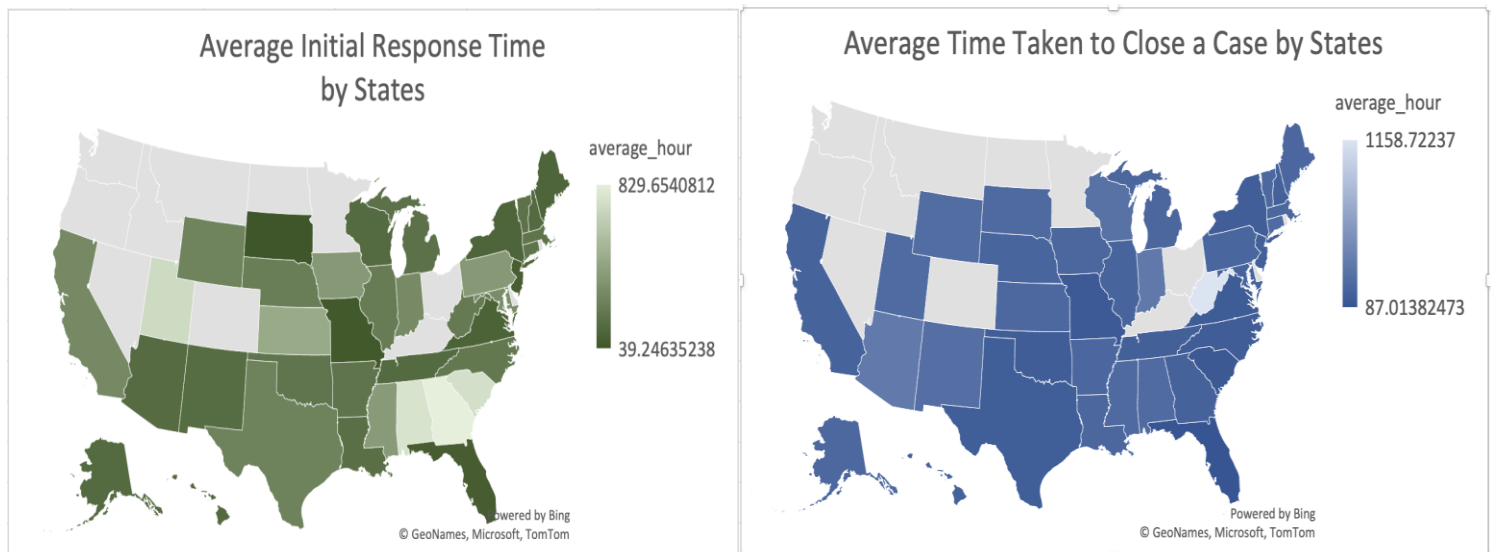 Average Initial Response Time
by States
average_hour
829.6540812
39.24635238
owered by Bing
© GeoNames, Microsoft, TomTom
Average Time Taken to Close a Case by States
average_hour
1158.72237
87.01382473
Powered by Bing
© GeoNames, Microsoft, TomTom